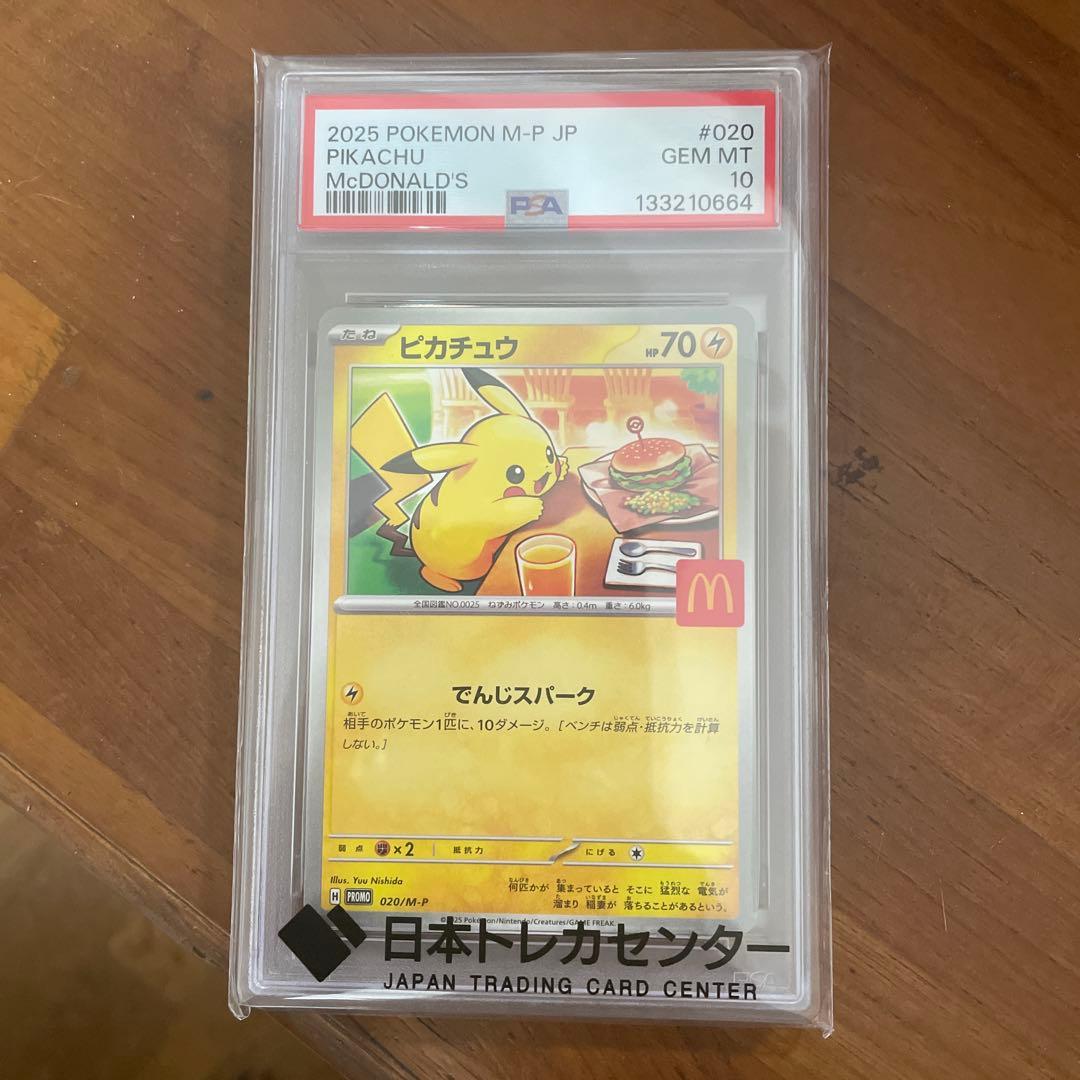 2025 POKEMON M-P JP #020
PIKACHU GEM MT
McDONALD'S 10
PSA 133210664
たね ピカチュウ HP70
全国図鑑NO.0025 ねずみポケモン 高さ:0.4m 重さ:6.0kg
でんじスパーク
相手のポケモン1匹に、10ダメージ。[ベンチは弱点・抵抗力を計算
しない。]
弱点 ×2 抵抗力 にげる
Illus. Yuu Nishida
H PROMO 020/M-P
何匹かが 集まっていると そこに 猛烈な 電気が
溜まり 稲妻が 落ちることがあるという。
©2025 Pokémon/Nintendo/Creatures/GAME FREAK
日本トレカセンター
JAPAN TRADING CARD CENTER
PSA